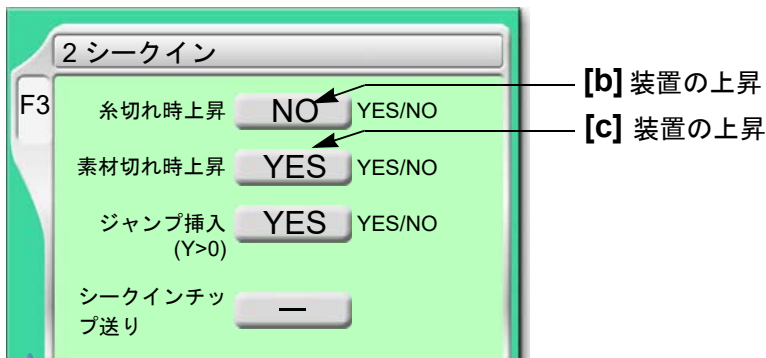 2 シークイン
F3
糸切れ時上昇 NO YES/NO
[b] 装置の上昇
素材切れ時上昇 YES YES/NO
[c] 装置の上昇
ジャンプ挿入 YES YES/NO
(Y>0)
シークインチッ
プ送り —